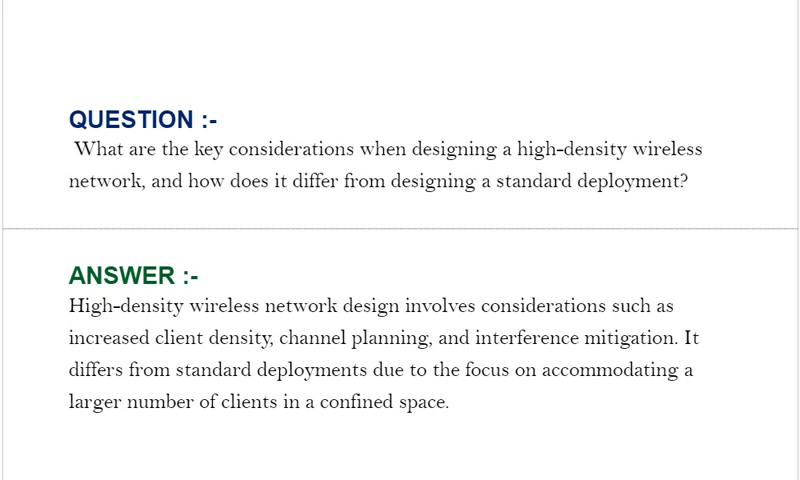 QUESTION :-
What are the key considerations when designing a high-density wireless
network, and how does it differ from designing a standard deployment?
ANSWER :-
High-density wireless network design involves considerations such as
increased client density, channel planning, and interference mitigation. It
differs from standard deployments due to the focus on accommodating a
larger number of clients in a confined space.